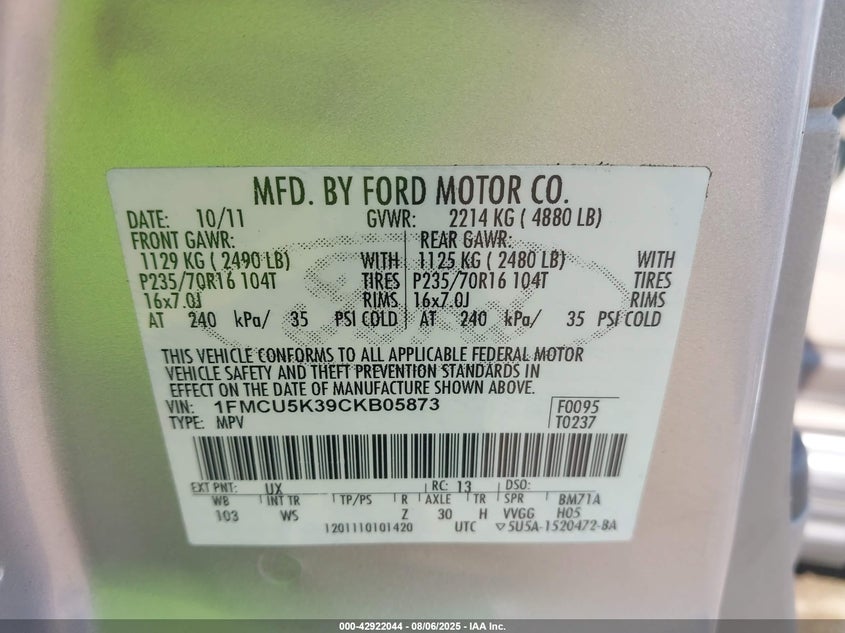 MFD. BY FORD MOTOR CO.
DATE: 10/11 GVWR: 2214 KG ( 4880 LB)
FRONT GAWR: REAR GAWR:
1129 KG ( 2490 LB) WITH 1125 KG ( 2480 LB) WITH
P235/70R16 104T TIRES P235/70R16 104T TIRES
16x7.0J RIMS 16x7.0J RIMS
AT 240 kPa/ 35 PSI COLD AT 240 kPa/ 35 PSI COLD
THIS VEHICLE CONFORMS TO ALL APPLICABLE FEDERAL MOTOR
VEHICLE SAFETY AND THEFT PREVENTION STANDARDS IN
EFFECT ON THE DATE OF MANUFACTURE SHOWN ABOVE.
VIN: 1FMCU5K39CKB05873 F0095
TYPE: MPV T0237
EXT PNT: UX RC: 13 DSO:
WB INT TR TP/PS R AXLE TR SPR BM71A
103 WS Z 30 H VVGG H05
1201110101420 UTC ▽5U5A-1520472-BA
000-42922044 - 08/06/2025 - IAA Inc.